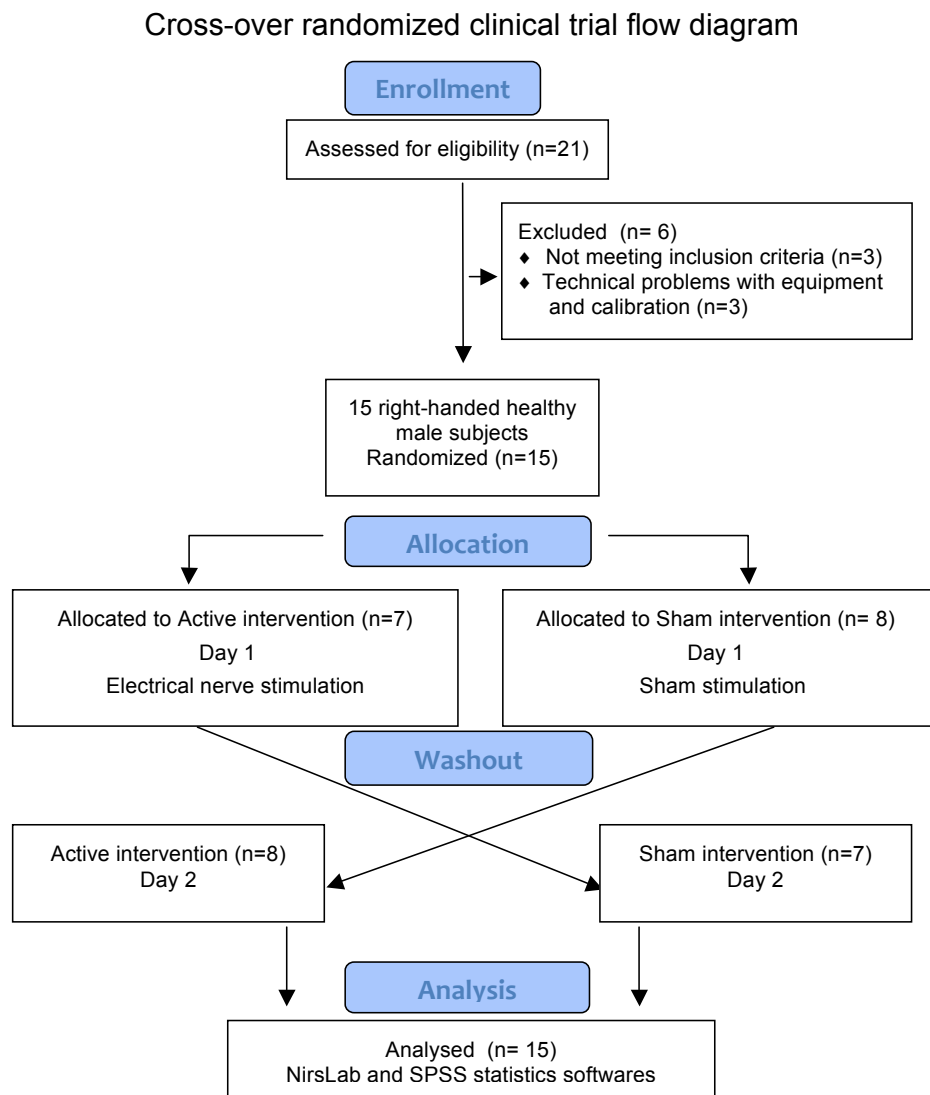 Cross-over randomized clinical trial flow diagram
Enrollment
Assessed for eligibility (n=21)
Excluded (n= 6)
♦ Not meeting inclusion criteria (n=3)
♦ Technical problems with equipment
and calibration (n=3)
15 right-handed healthy
male subjects
Randomized (n=15)
Allocation
Allocated to Active intervention (n=7)
Day 1
Electrical nerve stimulation
Allocated to Sham intervention (n= 8)
Day 1
Sham stimulation
Washout
Active intervention (n=8)
Day 2
Sham intervention (n=7)
Day 2
Analysis
Analysed (n= 15)
NirsLab and SPSS statistics softwares